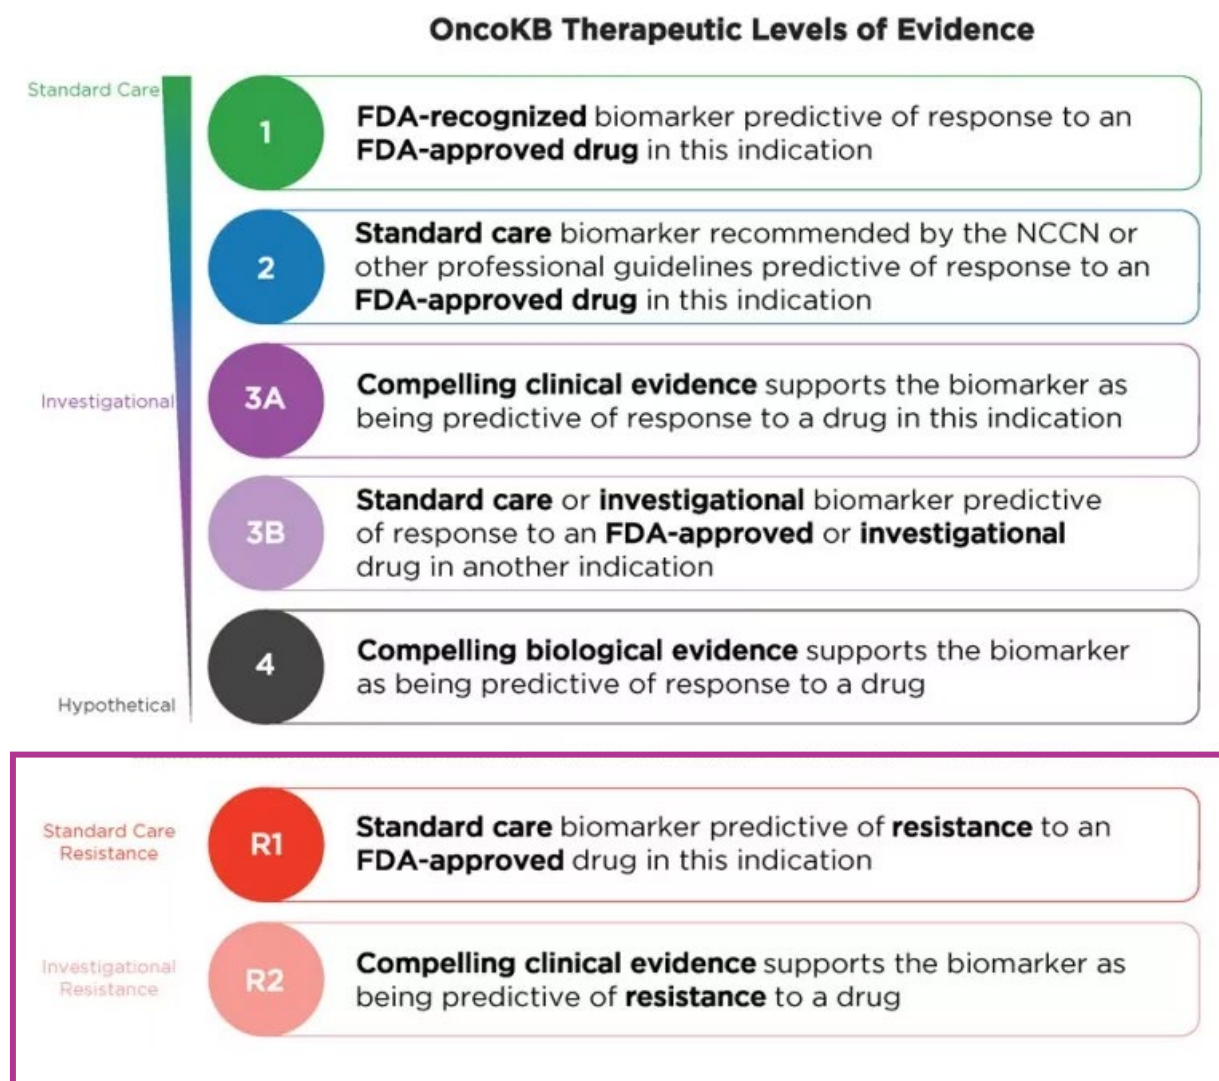 OncoKB Therapeutic Levels of Evidence
Standard Care
1
FDA-recognized biomarker predictive of response to an
FDA-approved drug in this indication
2
Standard care biomarker recommended by the NCCN or
other professional guidelines predictive of response to an
FDA-approved drug in this indication
Investigational
3A
Compelling clinical evidence supports the biomarker as
being predictive of response to a drug in this indication
3B
Standard care or investigational biomarker predictive
of response to an FDA-approved or investigational
drug in another indication
Hypothetical
4
Compelling biological evidence supports the biomarker
as being predictive of response to a drug
Standard Care
Resistance
R1
Standard care biomarker predictive of resistance to an
FDA-approved drug in this indication
Investigational
Resistance
R2
Compelling clinical evidence supports the biomarker as
being predictive of resistance to a drug